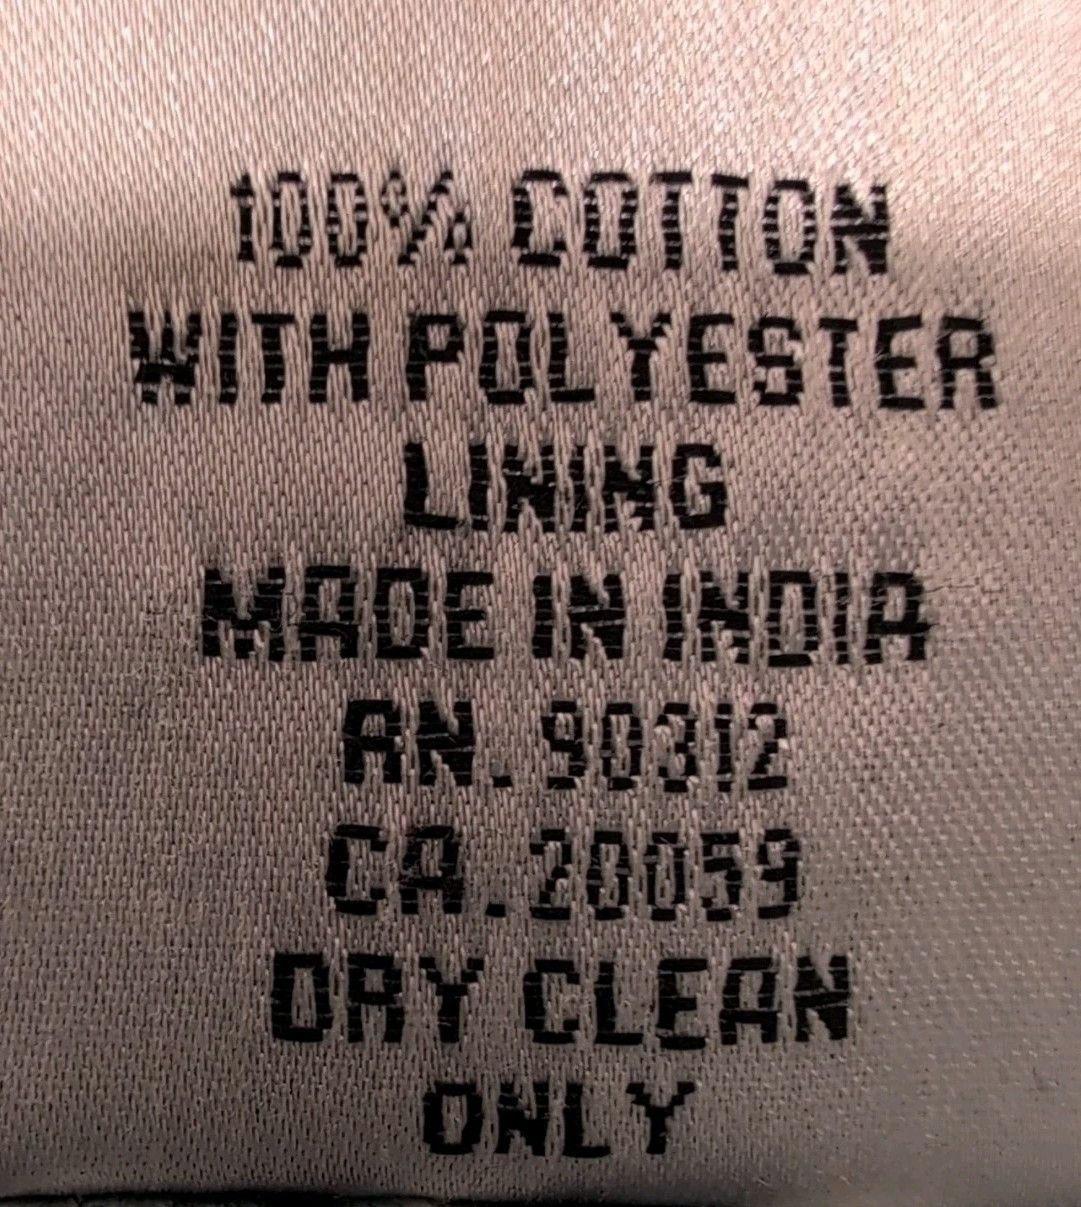 100% COTTON
WITH POLYESTER
LINING
MADE IN INDIA
RN. 90312
CA. 20059
DRY CLEAN
ONLY